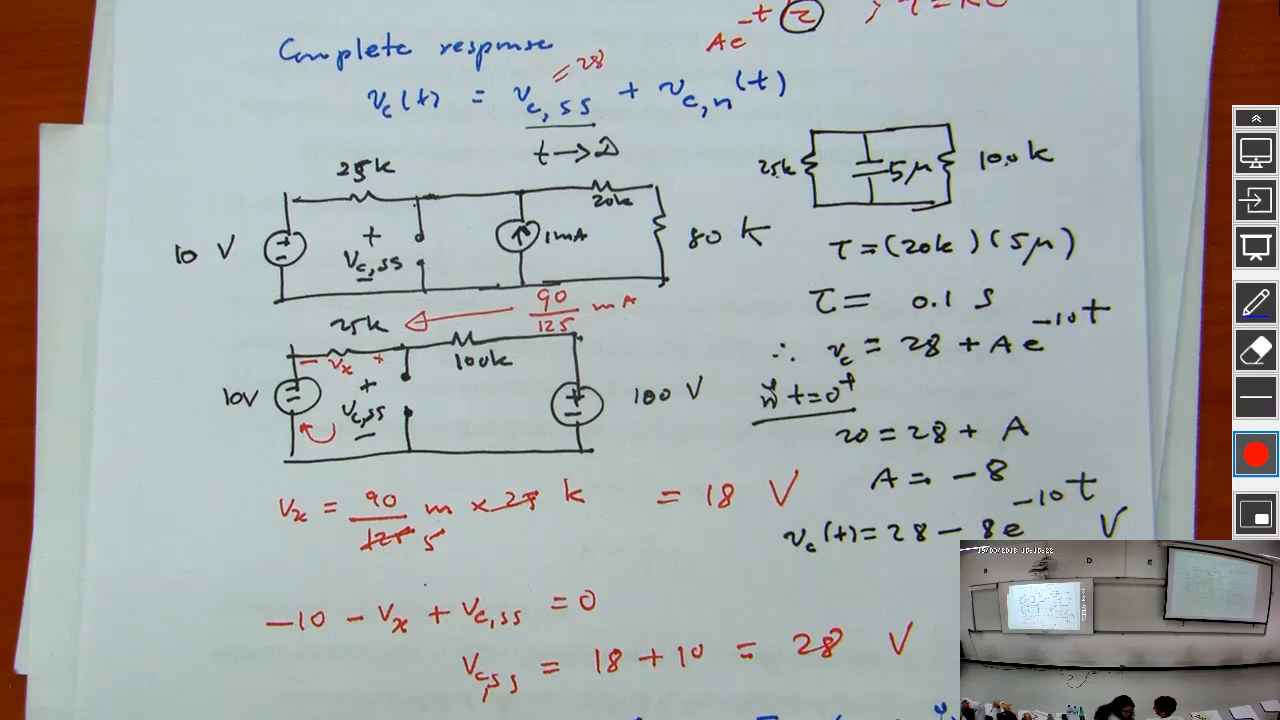 Ae^-t/τ ; τ = RC
Complete response
= 28
v_c(t) = v_c,ss + v_c,n(t)
t → ∞
25k
10 V
+
V_c,ss
-
1mA
20k
80 k
25k
5μ
100k
τ = (20k)(5μ)
τ = 0.1 s
∴ v_c = 28 + A e^-10t
t = 0⁺
20 = 28 + A
A = -8
v_c(t) = 28 - 8e^-10t V
90/125 mA
25k
- v_x +
100k
10V
+
V_c,ss
-
100 V
V_x = 90/125 m × 25 k = 18 V
5
-10 - V_x + V_c,ss = 0
V_c,ss = 18 + 10 = 28 V